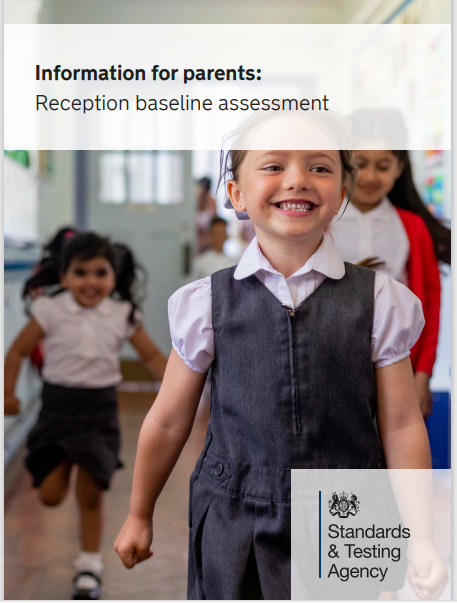 Information for parents:
Reception baseline assessment
Standards
& Testing
Agency